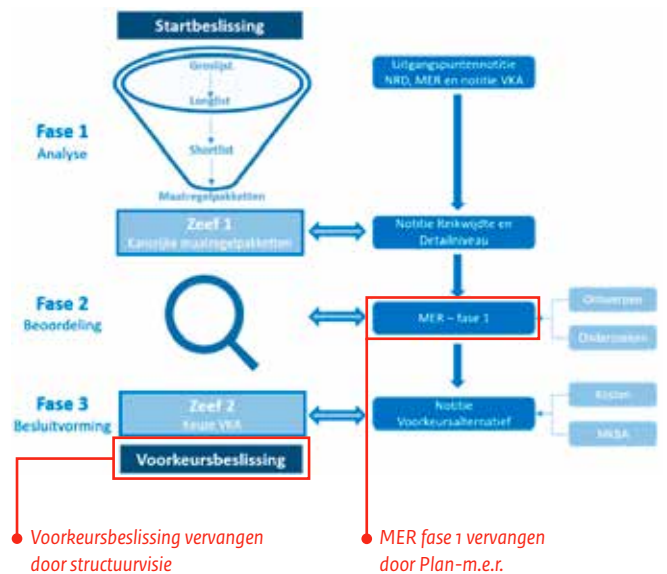 Startbeslissing
Groslijst
Longlist
Shortlist
Maatregelpakketten
Fase 1
Analyse
Uitgangspuntennotitie
NRD, MER en notitie VKA
Zeef 1
Kansrijke maatregelpakketten
Notitie Reikwijdte en
Detailniveau
Fase 2
Beoordeling
MER – fase 1
Ontwerpen
Onderzoeken
Fase 3
Besluitvorming
Zeef 2
Keuze VKA
Voorkeursbeslissing
Notitie
Voorkeursalternatief
Kosten
MKBA
Voorkeursbeslissing vervangen
door structuurvisie
MER fase 1 vervangen
door Plan-m.e.r.